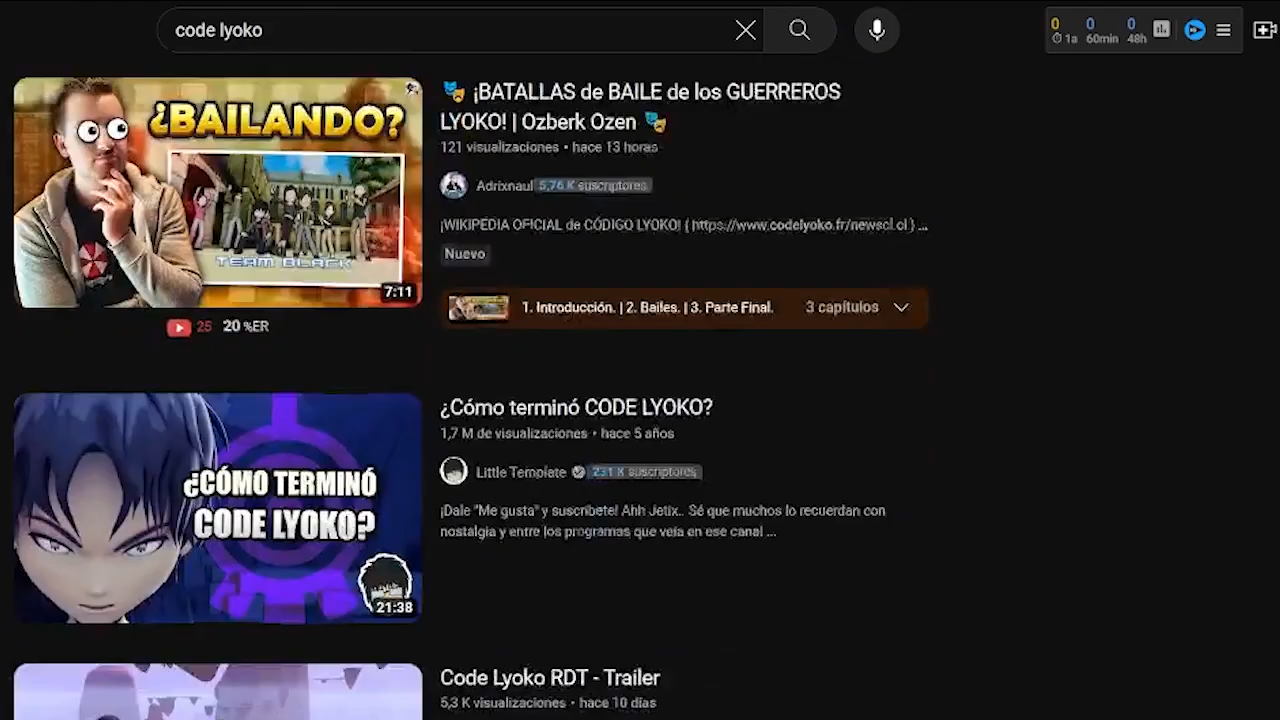 code lyoko
0 0 0
1a 60min 48h
¿BAILANDO?
TEAM BLACK
7:11
25 20 %ER
¡BATALLAS de BAILE de los GUERREROS
LYOKO! | Ozberk Ozen
121 visualizaciones • hace 13 horas
Adrixnaul 5,76 K suscriptores
¡WIKIPEDIA OFICIAL de CÓDIGO LYOKO! { https://www.codelyoko.fr/newscl.cl } ...
Nuevo
1. Introducción. | 2. Bailes. | 3. Parte Final. 3 capítulos
¿CÓMO TERMINÓ
CODE LYOKO?
21:38
¿Cómo terminó CODE LYOKO?
1,7 M de visualizaciones • hace 5 años
Little Template 231 K suscriptores
¡Dale "Me gusta" y suscribete! Ahh Jetix.. Sé que muchos lo recuerdan con
nostalgia y entre los programas que veía en ese canal ...
Code Lyoko RDT - Trailer
5,3 K visualizaciones • hace 10 días